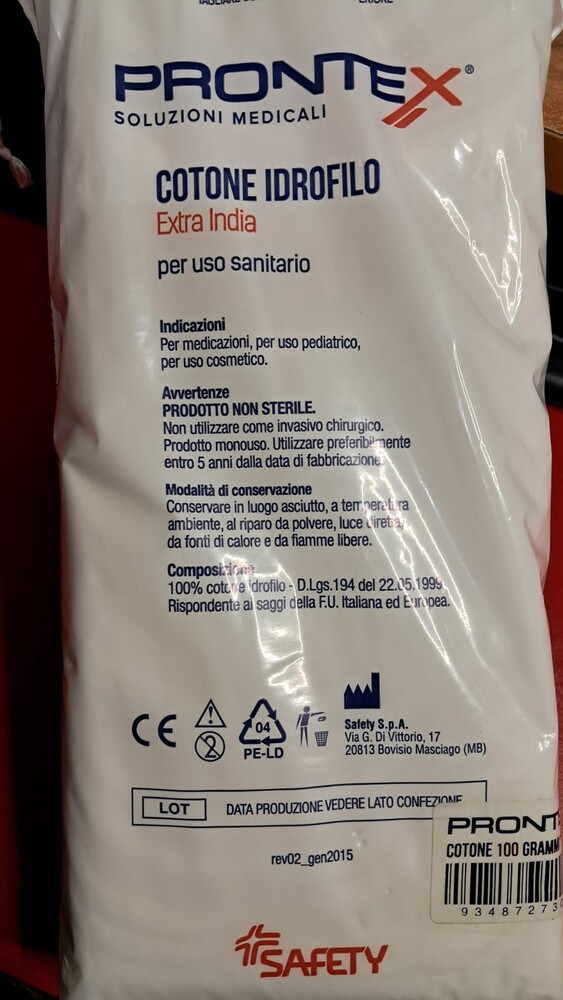 PRONTEX®
SOLUZIONI MEDICALI
COTONE IDROFILO
Extra India
per uso sanitario
Indicazioni
Per medicazioni, per uso pediatrico,
per uso cosmetico.
Avvertenze
PRODOTTO NON STERILE.
Non utilizzare come invasivo chirurgico.
Prodotto monouso. Utilizzare preferibilmente
entro 5 anni dalla data di fabbricazione.
Modalità di conservazione
Conservare in luogo asciutto, a temperatura
ambiente, al riparo da polvere, luce diretta,
da fonti di calore e da fiamme libere.
Composizione
100% cotone idrofilo - D.Lgs.194 del 22.05.1999
Rispondente ai saggi della F.U. Italiana ed Europea.
CE
2
04
PE-LD
Safety S.p.A.
Via G. Di Vittorio, 17
20813 Bovisio Masciago (MB)
LOT DATA PRODUZIONE VEDERE LATO CONFEZIONE
rev02_gen2015
PRONT
COTONE 100 GRAMM
93487273
SAFETY